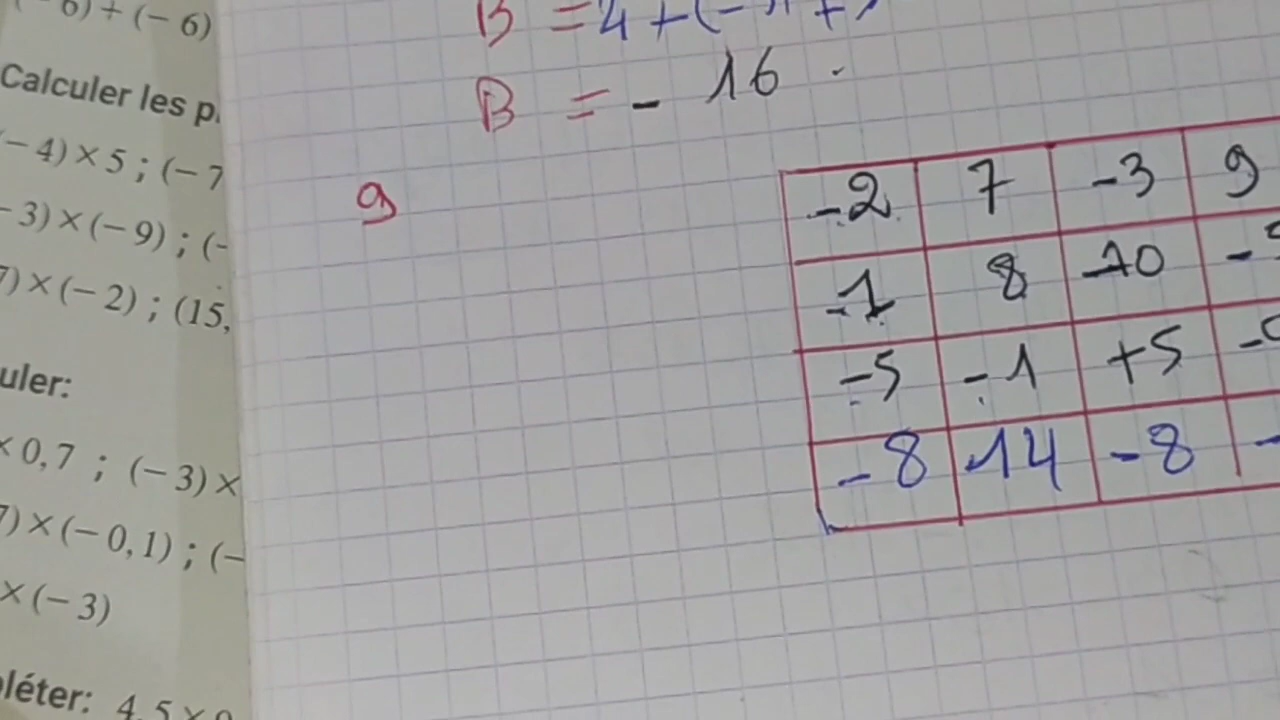 6) + (− 6)
Calculer les p
− 4) × 5 ; (− 7
− 3) × (− 9) ; (−
7) × (− 2) ; (15,
uler:
× 0,7 ; (− 3) ×
7) × (− 0,1) ; (−
× (− 3)
léter: 4,5 ×
B = 4 + (−
B = − 16 .
9
-2 7 -3 9
-1 8 -10
-5 -1 +5
-8 14 -8 -